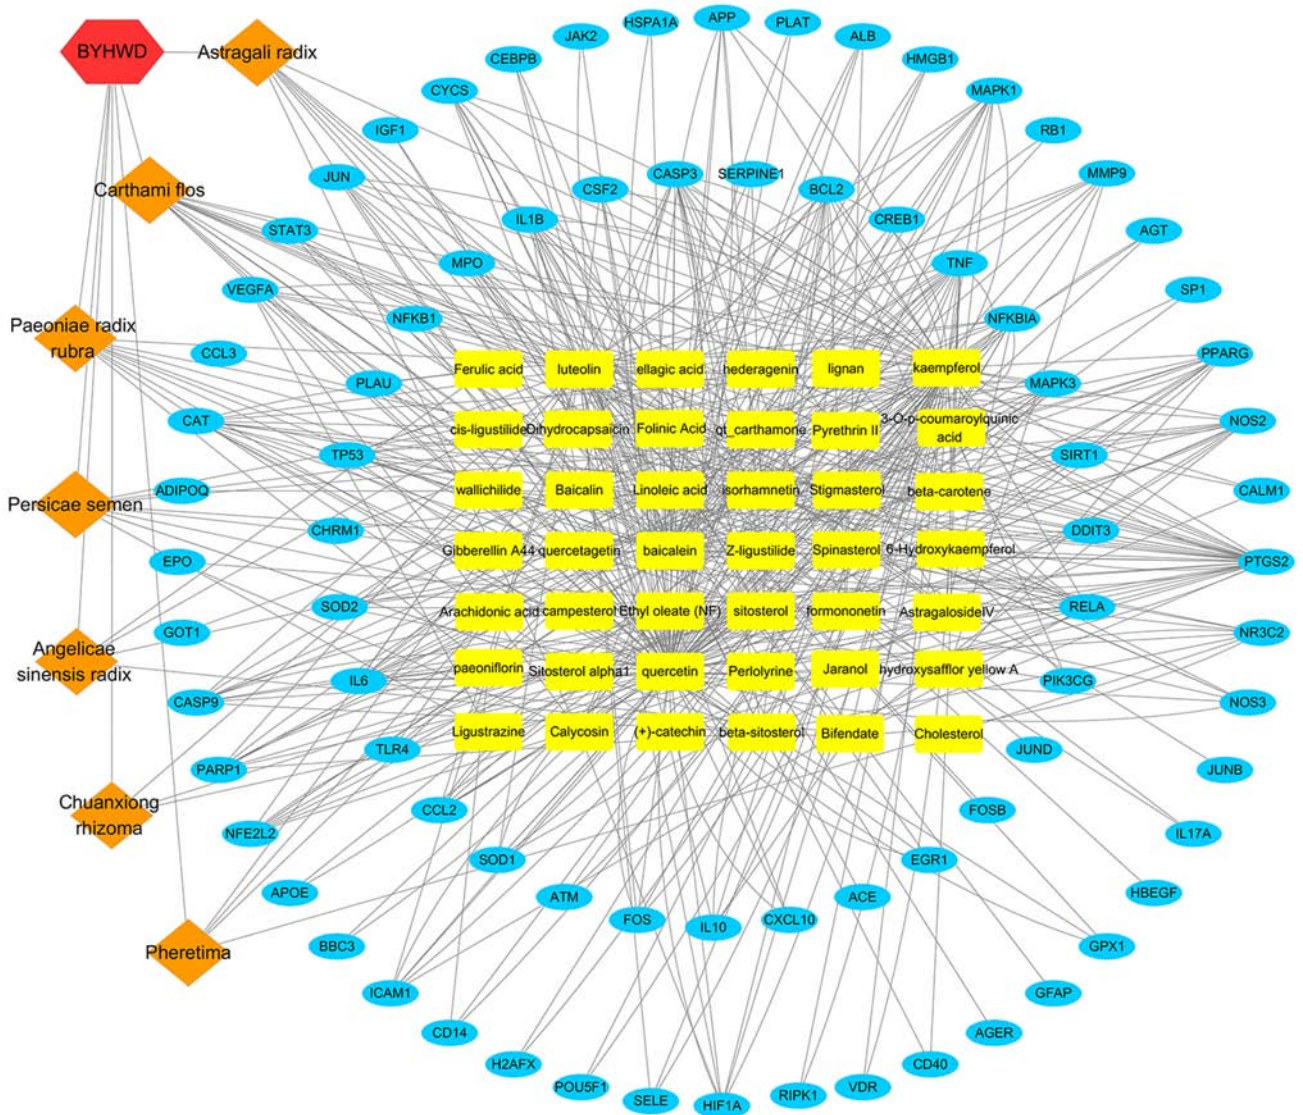 BYHWD
Astragali radix
Carthami flos
Paeoniae radix
rubra
Persicae semen
Angelicae
sinensis radix
Chuanxiong
rhizoma
Pheretima
HSPA1A
APP
PLAT
JAK2
ALB
CEBPB
HMGB1
CYCS
MAPK1
IGF1
RB1
JUN
CSF2
CASP3
SERPINE1
BCL2
MMP9
STAT3
IL1B
CREB1
AGT
MPO
TNF
VEGFA
SP1
NFKB1
NFKBIA
CCL3
PPARG
PLAU
MAPK3
CAT
NOS2
TP53
SIRT1
ADIPOQ
CALM1
CHRM1
DDIT3
EPO
PTGS2
SOD2
RELA
GOT1
NR3C2
IL6
PIK3CG
CASP9
NOS3
TLR4
JUND
PARP1
JUNB
CCL2
FOSB
NFE2L2
IL17A
SOD1
EGR1
APOE
HBEGF
ATM
ACE
FOS
IL10
CXCL10
BBC3
GPX1
ICAM1
GFAP
CD14
AGER
H2AFX
CD40
POU5F1
VDR
SELE
HIF1A
RIPK1
Ferulic acid
luteolin
ellagic acid
hederagenin
lignan
kaempferol
cis-ligustilide
Dihydrocapsaicin
Folinic Acid
qt_carthamone
Pyrethrin II
3-O-p-coumaroylquinic
acid
wallichilide
Baicalin
Linoleic acid
isorhamnetin
Stigmasterol
beta-carotene
Gibberellin A44
quercetagetin
baicalein
Z-ligustilide
Spinasterol
6-Hydroxykaempferol
Arachidonic acid
campesterol
Ethyl oleate (NF)
sitosterol
formononetin
AstragalosideIV
paeoniflorin
Sitosterol alpha1
quercetin
Perlolyrine
Jaranol
hydroxysafflor yellow A
Ligustrazine
Calycosin
(+)-catechin
beta-sitosterol
Bifendate
Cholesterol